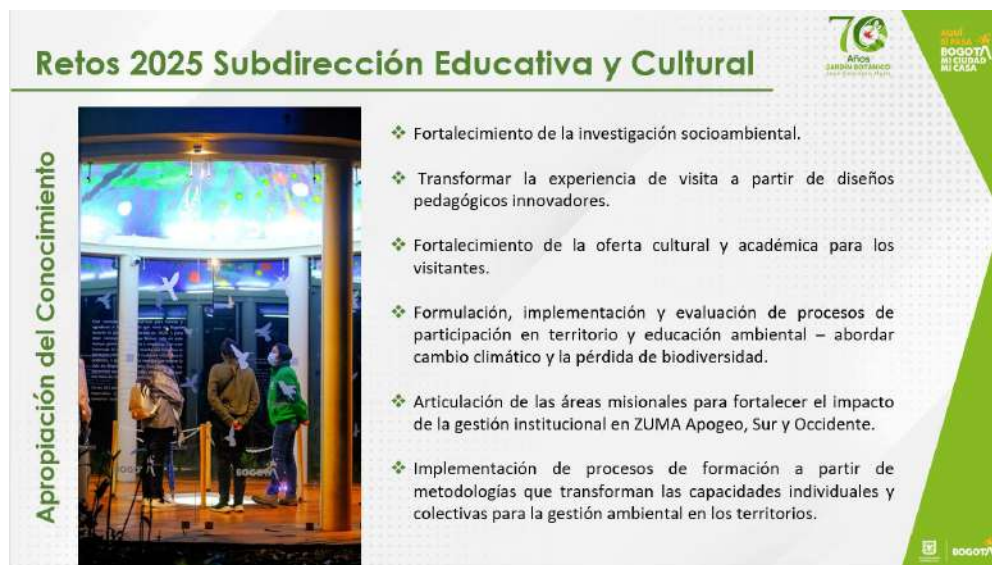 Retos 2025 Subdirección Educativa y Cultural
70
Años
JARDÍN BOTÁNICO
AQUÍ
SÍ PASA
BOGOTÁ
MI CIUDAD
MI CASA
Apropiación del Conocimiento
❖ Fortalecimiento de la investigación socioambiental.
❖ Transformar la experiencia de visita a partir de diseños
pedagógicos innovadores.
❖ Fortalecimiento de la oferta cultural y académica para los
visitantes.
❖ Formulación, implementación y evaluación de procesos de
participación en territorio y educación ambiental – abordar
cambio climático y la pérdida de biodiversidad.
❖ Articulación de las áreas misionales para fortalecer el impacto
de la gestión institucional en ZUMA Apogeo, Sur y Occidente.
❖ Implementación de procesos de formación a partir de
metodologías que transforman las capacidades individuales y
colectivas para la gestión ambiental en los territorios.
BOGOTÁ